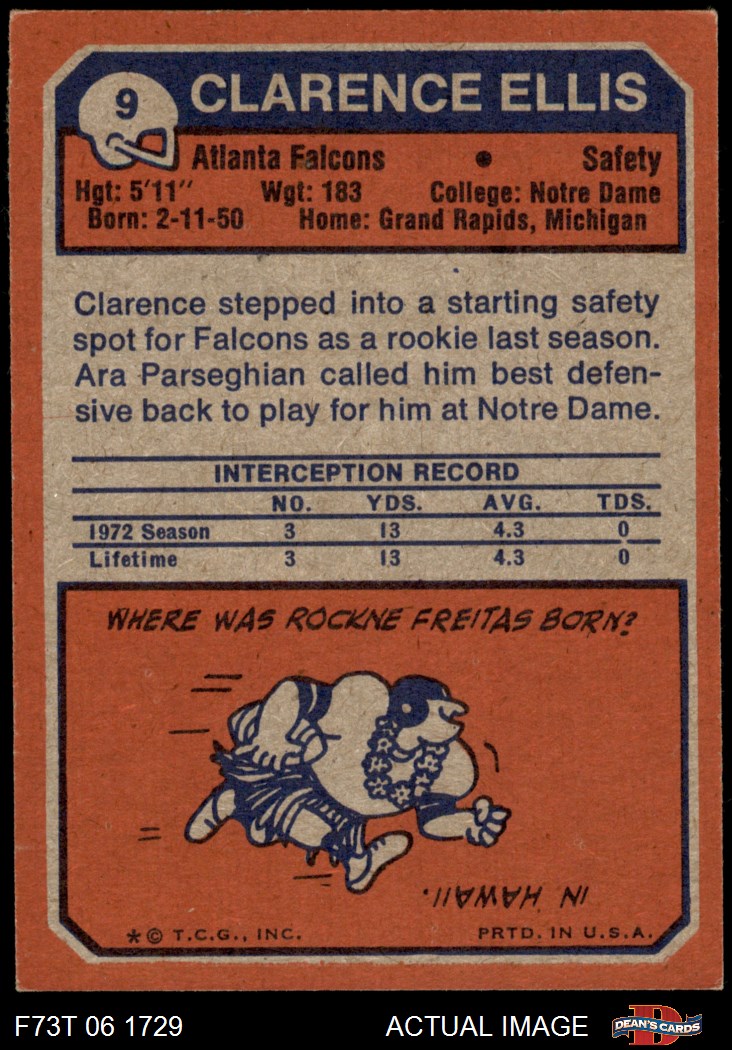 9
CLARENCE ELLIS
Atlanta Falcons • Safety
Hgt: 5'11" Wgt: 183 College: Notre Dame
Born: 2-11-50 Home: Grand Rapids, Michigan
Clarence stepped into a starting safety
spot for Falcons as a rookie last season.
Ara Parseghian called him best defen-
sive back to play for him at Notre Dame.
INTERCEPTION RECORD
NO. YDS. AVG. TDS.
1972 Season 3 13 4.3 0
Lifetime 3 13 4.3 0
WHERE WAS ROCKNE FREITAS BORN?
IN HAWAII.
* © T.C.G., INC. PRTD. IN U.S.A.
F73T 06 1729 ACTUAL IMAGE DEAN'S CARDS